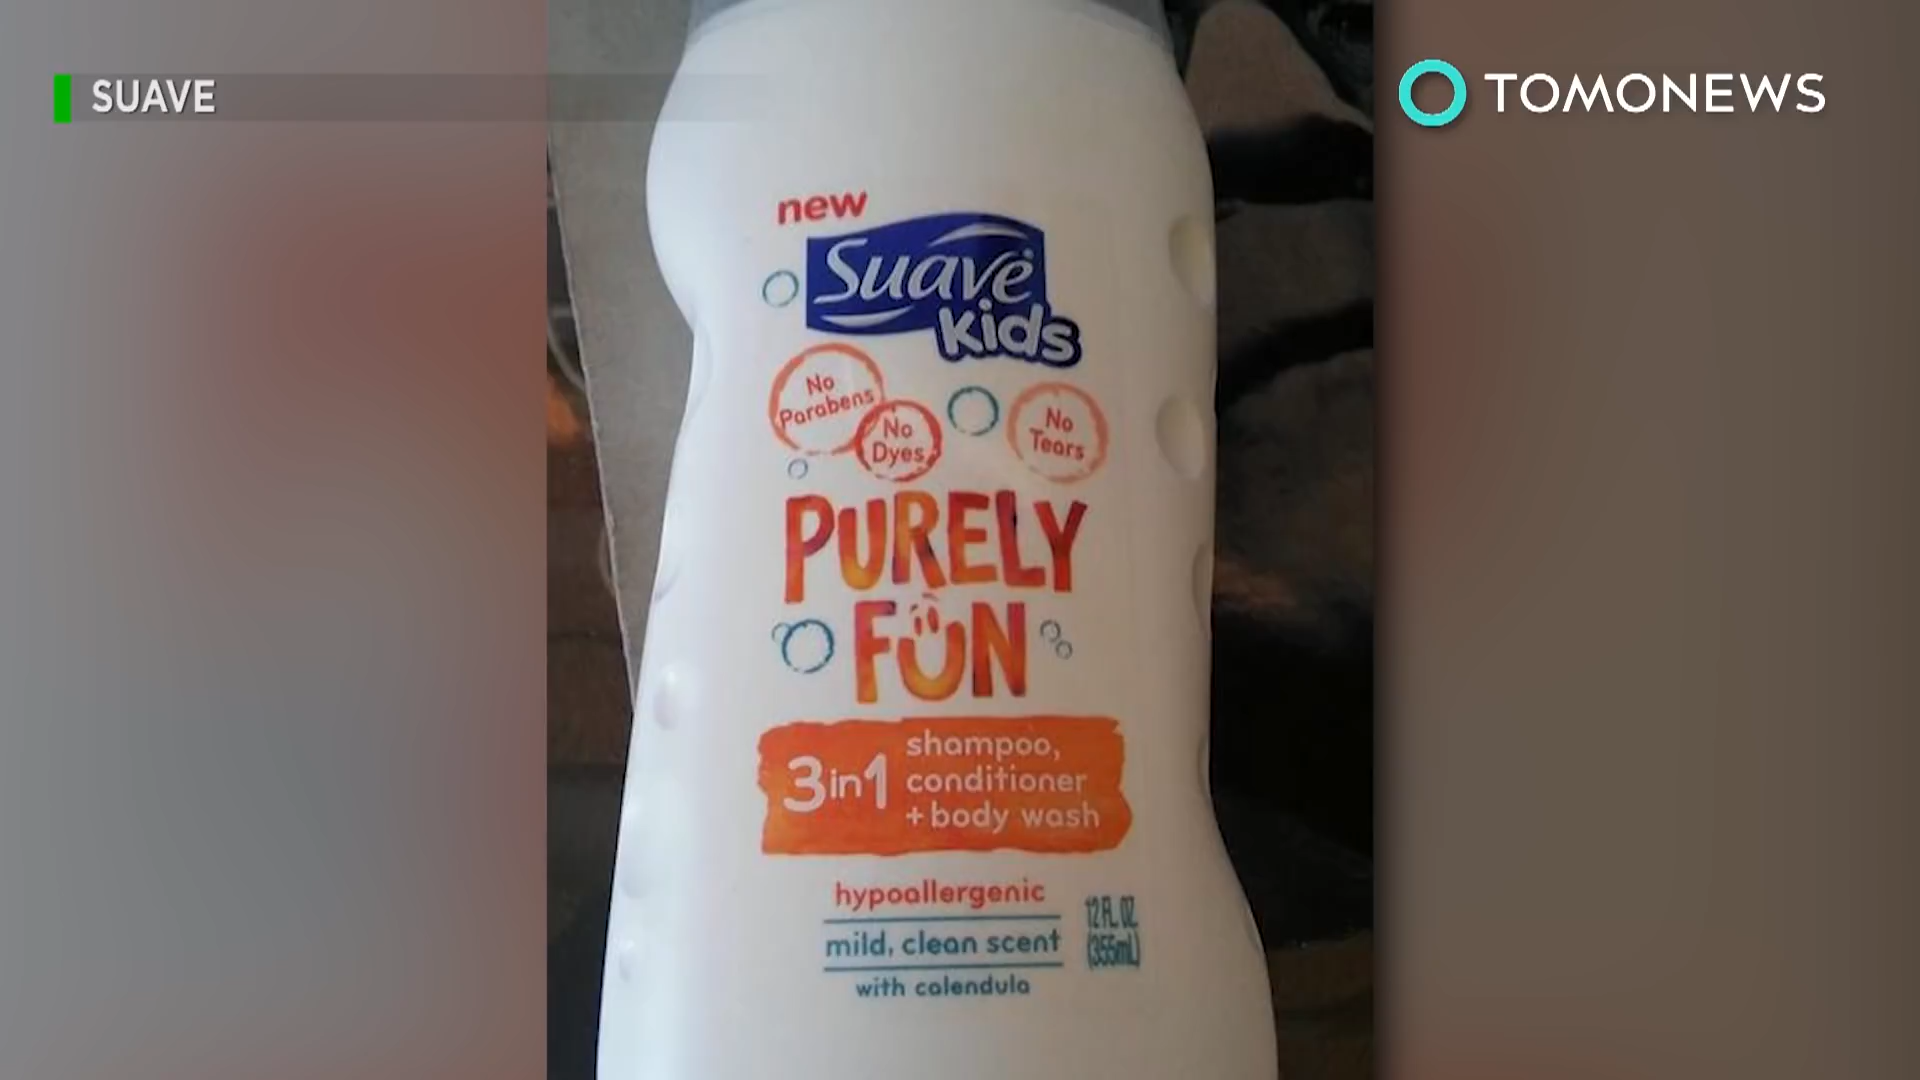 SUAVE
TOMONEWS
new
Suave
kids
No
Parabens
No
Dyes
No
Tears
PURELY
FUN
3in1
shampoo,
conditioner
+ body wash
hypoallergenic
mild, clean scent
with calendula
12 FL OZ
(355mL)